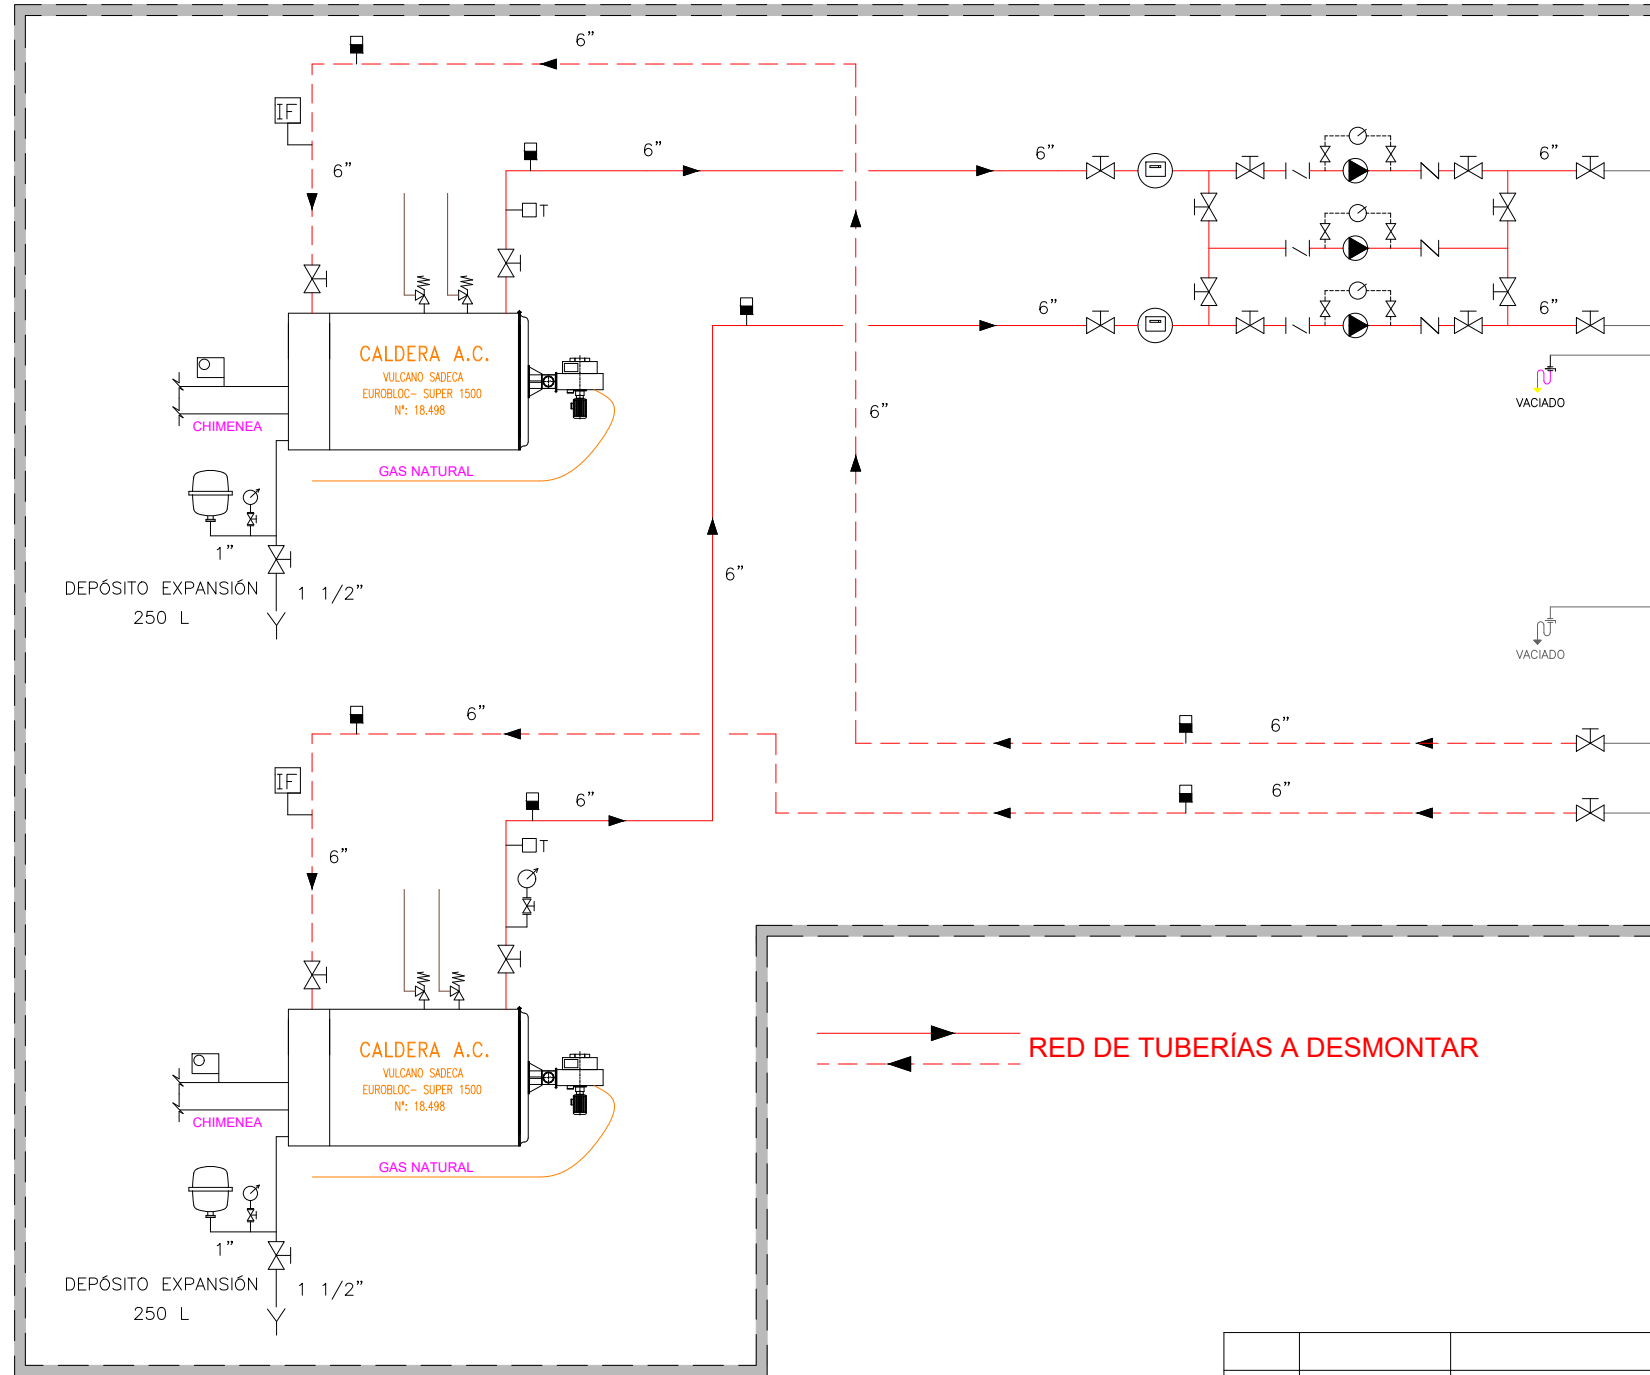 6”
IF
6”
6”
6”
6”
T
6”
6”
CALDERA A.C.
VULCANO SADECA
EUROBLOC- SUPER 1500
Nº: 18.498
CHIMENEA
GAS NATURAL
6”
VACIADO
1”
DEPÓSITO EXPANSIÓN
250 L
1 1/2”
6”
VACIADO
6”
6”
IF
6”
6”
T
6”
CALDERA A.C.
VULCANO SADECA
EUROBLOC- SUPER 1500
Nº: 18.498
CHIMENEA
GAS NATURAL
RED DE TUBERÍAS A DESMONTAR
1”
DEPÓSITO EXPANSIÓN
250 L
1 1/2”